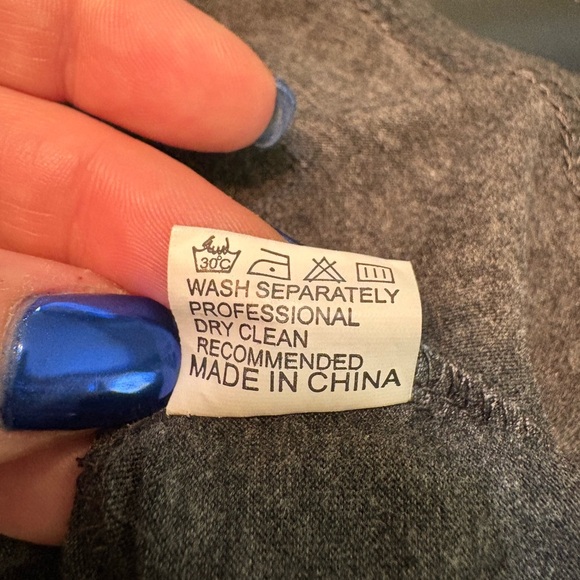 30°C
WASH SEPARATELY
PROFESSIONAL
DRY CLEAN
RECOMMENDED
MADE IN CHINA